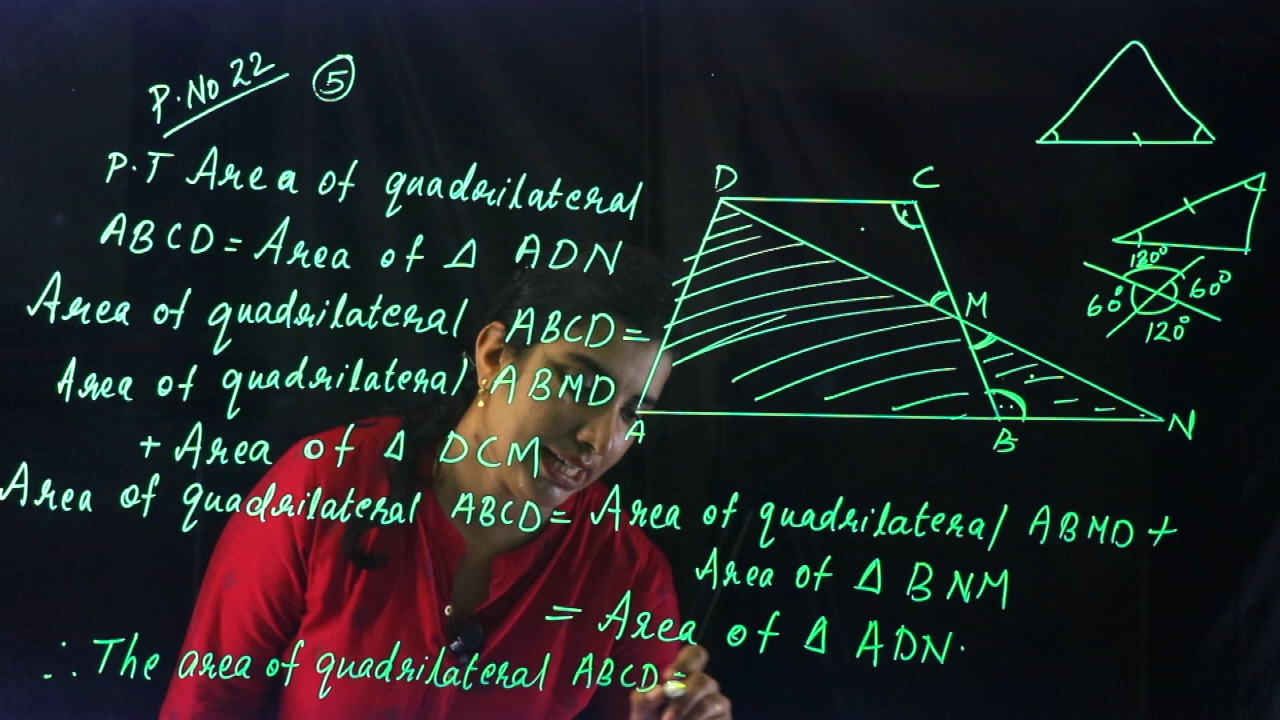 P.No 22 (5)
P.T Area of quadrilateral
ABCD = Area of Δ ADN
Area of quadrilateral ABCD =
Area of quadrilateral ABMD
+ Area of Δ DCM
Area of quadrilateral ABCD = Area of quadrilateral ABMD +
Area of Δ BNM
= Area of Δ ADN.
∴ The area of quadrilateral ABCD =
D C
M
A B N
120°
60° 60°
120°